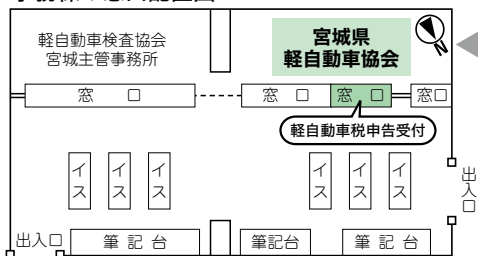 軽自動車検査協会
宮城主管事務所
宮城県
軽自動車協会
N
窓 口
窓 口
窓 口
窓口
軽自動車税申告受付
イス
イス
イス
イス
イス
イス
出入口
出入口
筆 記 台
筆記台
筆 記 台